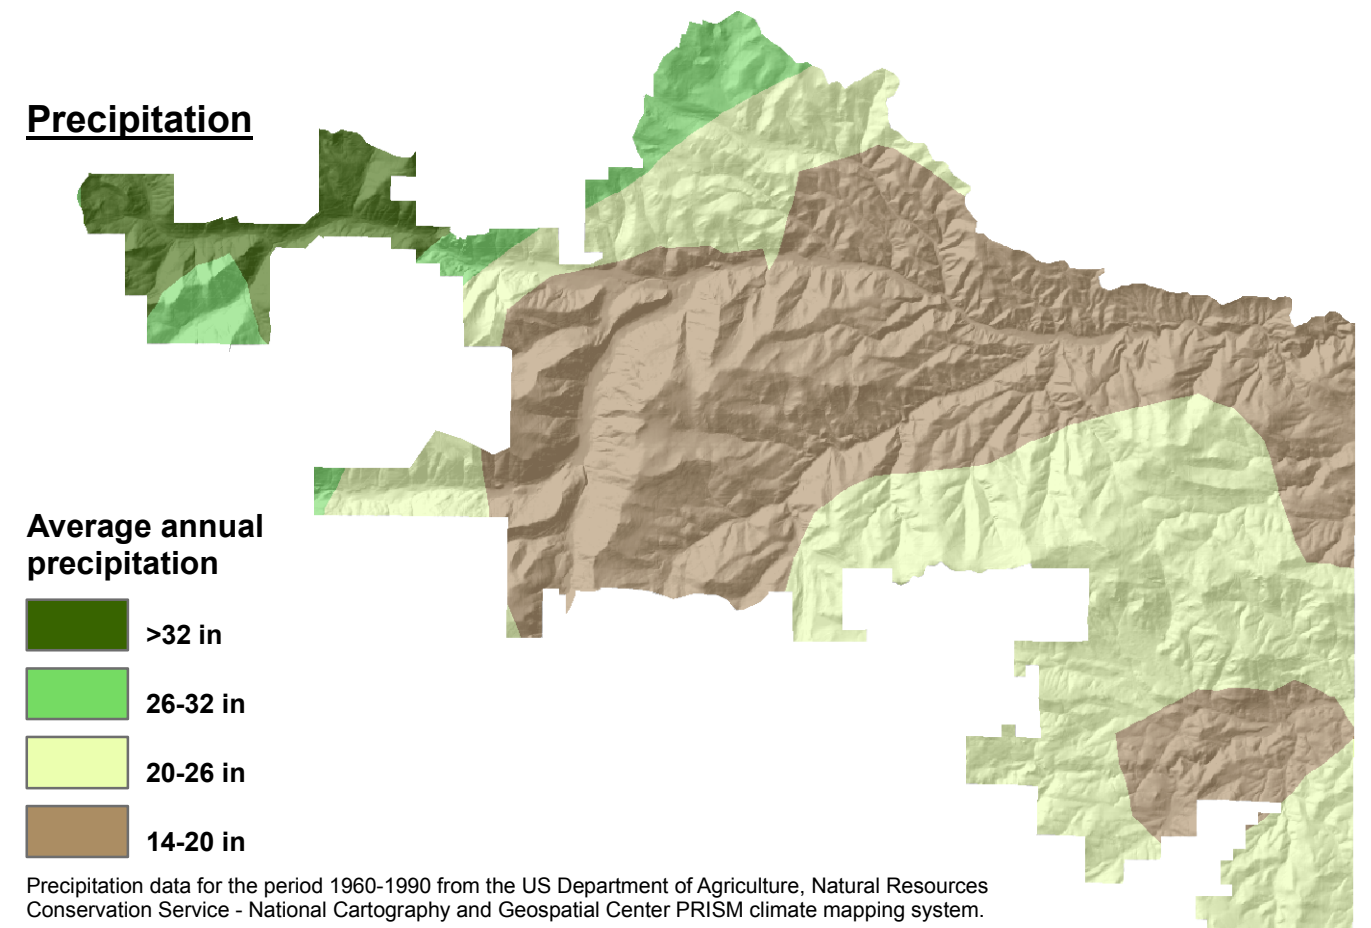 Precipitation
Average annual
precipitation
>32 in
26-32 in
20-26 in
14-20 in
Precipitation data for the period 1960-1990 from the US Department of Agriculture, Natural Resources
Conservation Service - National Cartography and Geospatial Center PRISM climate mapping system.